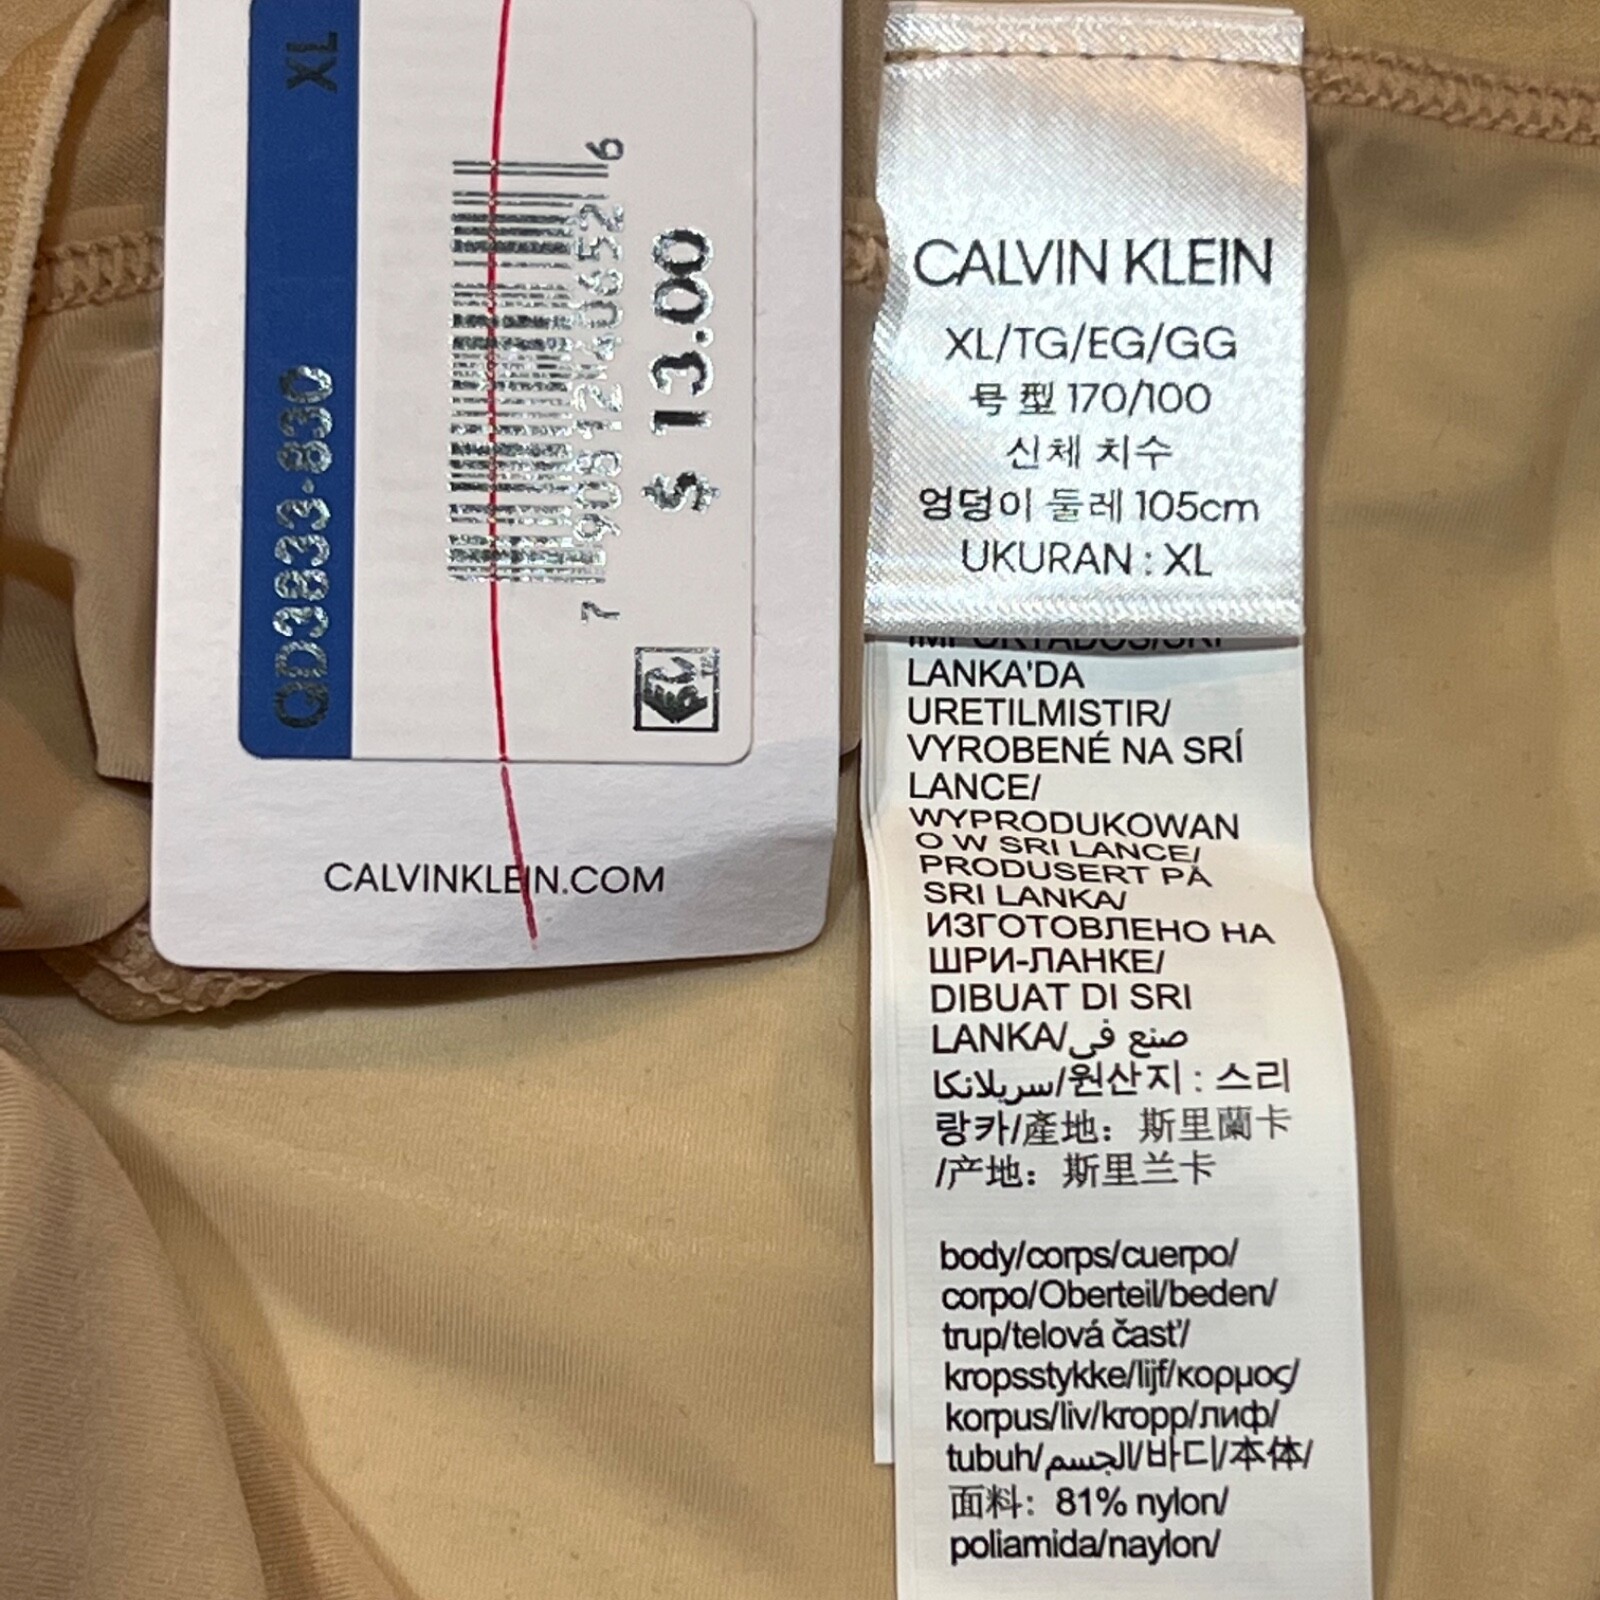 XL
QD3833-830
6
7
$ 13.00
CALVINKLEIN.COM
CALVIN KLEIN
XL/TG/EG/GG
号型 170/100
신체 치수
엉덩이 둘레 105cm
UKURAN : XL
LANKA'DA
URETILMISTIR/
VYROBENÉ NA SRÍ
LANCE/
WYPRODUKOWAN
O W SRI LANCE/
PRODUSERT PÅ
SRI LANKA/
ИЗГОТОВЛЕНО НА
ШРИ-ЛАНКЕ/
DIBUAT DI SRI
LANKA/صنع في
سريلانكا/원산지 : 스리
랑카/產地：斯里蘭卡
/产地：斯里兰卡
body/corps/cuerpo/
corpo/Oberteil/beden/
trup/telová časť/
kropsstykke/lijf/κορμος/
korpus/liv/kropp/лиф/
tubuh/الجسم/바디/本体/
面料：81% nylon/
poliamida/naylon/